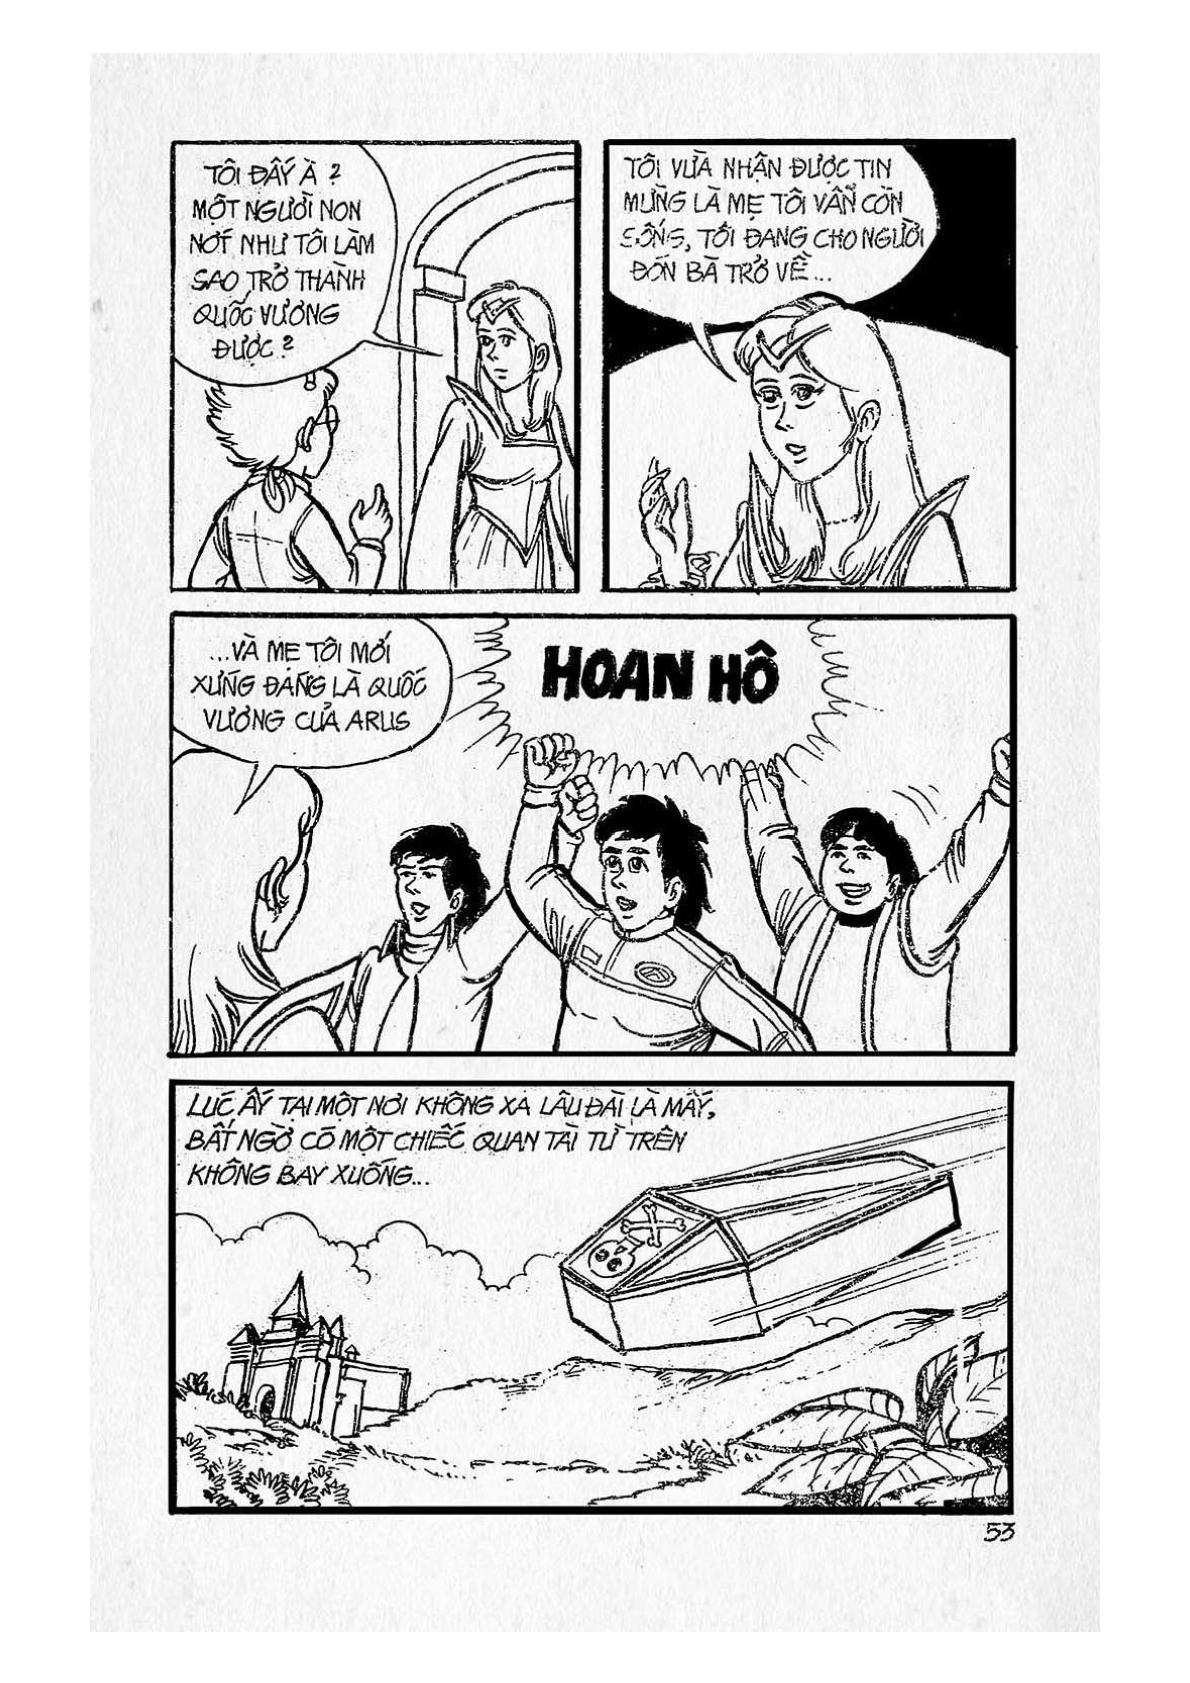 TÔI ĐẤY À ?
MỘT NGƯỜI NON
NỚT NHƯ TÔI LÀM
SAO TRỞ THÀNH
QUỐC VƯƠNG
ĐƯỢC ?
TÔI VỪA NHẬN ĐƯỢC TIN
MỪNG LÀ MẸ TÔI VẪN CÒN
SỐNG, TÔI ĐANG CHO NGƯỜI
ĐÓN BÀ TRỞ VỀ...
...VÀ MẸ TÔI MỚI
XỨNG ĐÁNG LÀ QUỐC
VƯƠNG CỦA ARUS
HOAN HÔ
LÚC ẤY TẠI MỘT NƠI KHÔNG XA LÂU ĐÀI LÀ MẤY,
BẤT NGỜ CÓ MỘT CHIẾC QUAN TÀI TỪ TRÊN
KHÔNG BAY XUỐNG...
53